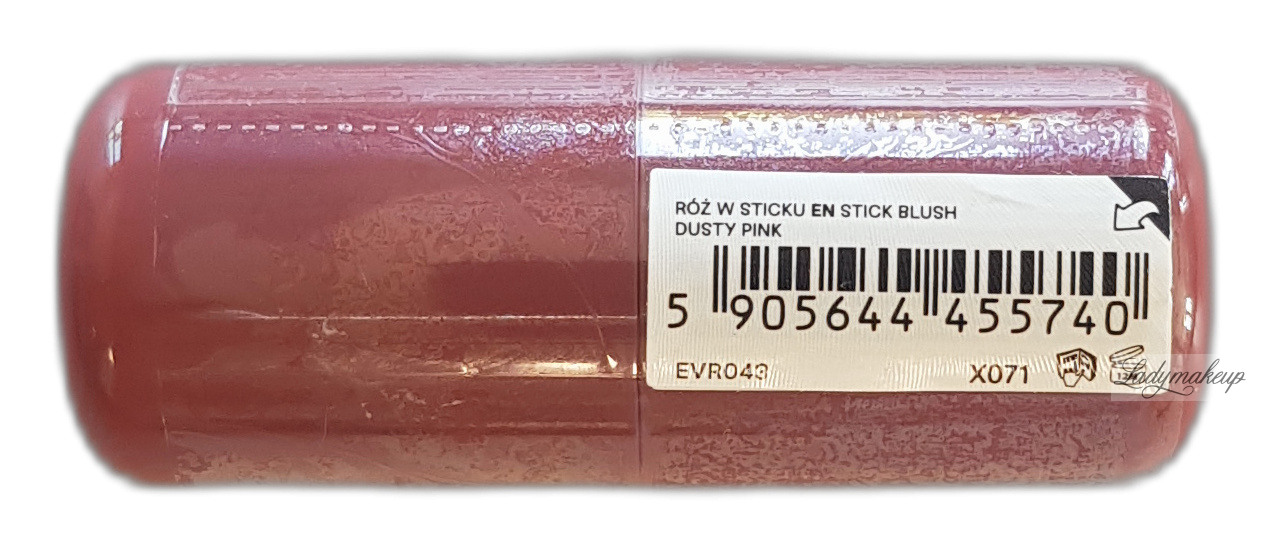 RÓŻ W STICKU EN STICK BLUSH
DUSTY PINK
5 905644 455740
EVR043 X071
Ladymakeup